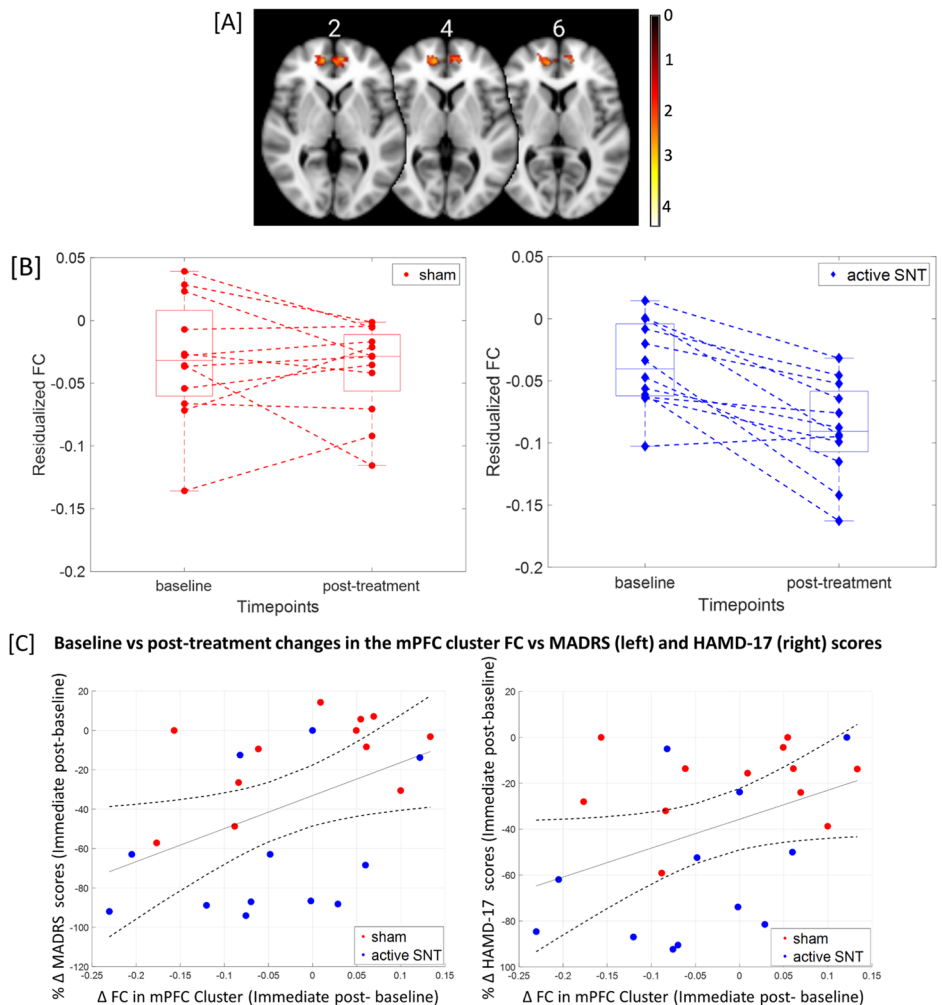 [A]
2 4 6
0
1
2
3
4
[B]
0.05
0
-0.05
-0.1
-0.15
-0.2
Residualized FC
sham
baseline post-treatment
Timepoints
0.05
0
-0.05
-0.1
-0.15
-0.2
Residualized FC
active SNT
baseline post-treatment
Timepoints
[C] Baseline vs post-treatment changes in the mPFC cluster FC vs MADRS (left) and HAMD-17 (right) scores
% Δ MADRS scores (Immediate post-baseline)
20
0
-20
-40
-60
-80
-100
-120
sham
active SNT
-0.25 -0.2 -0.15 -0.1 -0.05 0 0.05 0.1 0.15
Δ FC in mPFC Cluster (Immediate post- baseline)
% Δ HAMD-17 scores (Immediate post-baseline)
20
0
-20
-40
-60
-80
100
sham
active SNT
-0.25 -0.2 -0.15 -0.1 -0.05 0 0.05 0.1 0.15
Δ FC in mPFC Cluster (Immediate post- baseline)